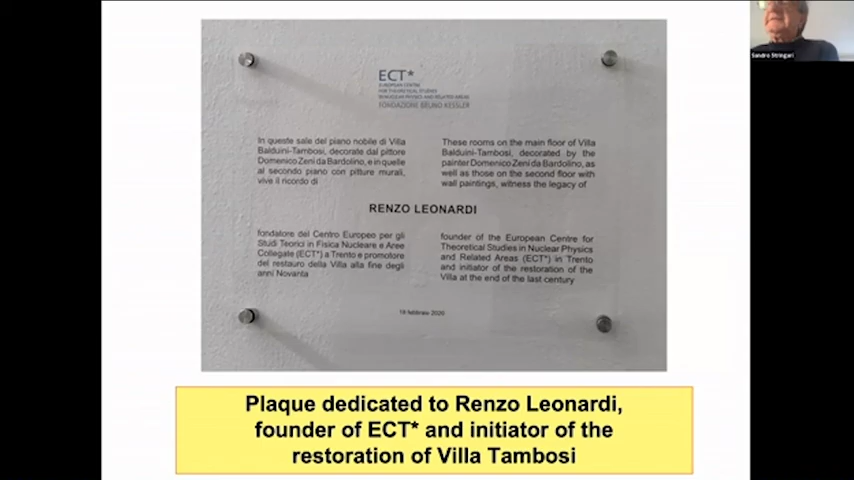 Sandro Stringari
ECT*
EUROPEAN CENTRE
FOR THEORETICAL STUDIES
IN NUCLEAR PHYSICS AND RELATED AREAS
FONDAZIONE BRUNO KESSLER
In queste sale del piano nobile di Villa
Balduini-Tambosi, decorate dal pittore
Domenico Zeni da Bardolino, e in quelle
al secondo piano con pitture murali,
vive il ricordo di
These rooms on the main floor of Villa
Balduini-Tambosi, decorated by the
painter Domenico Zeni da Bardolino, as
well as those on the second floor with
wall paintings, witness the legacy of
RENZO LEONARDI
fondatore del Centro Europeo per gli
Studi Teorici in Fisica Nucleare e Aree
Collegate (ECT*) a Trento e promotore
del restauro della Villa alla fine degli
anni Novanta
founder of the European Centre for
Theoretical Studies in Nuclear Physics
and Related Areas (ECT*) in Trento
and initiator of the restoration of the
Villa at the end of the last century
febbraio 2020
Plaque dedicated to Renzo Leonardi,
founder of ECT* and initiator of the
restoration of Villa Tambosi